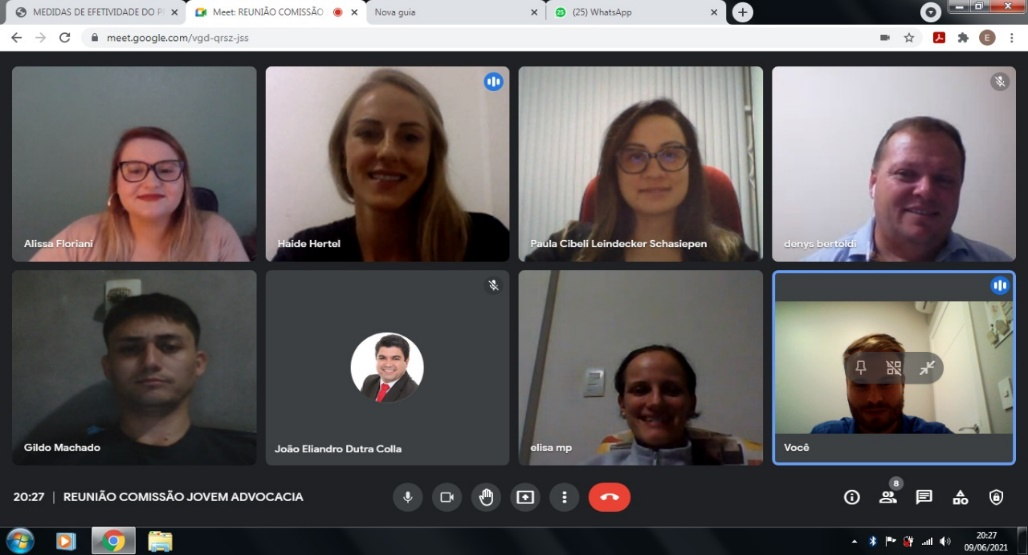 MEDIDAS DE EFETIVIDADE DO P
Meet: REUNIÃO COMISSÃO
Nova guia
(25) WhatsApp
meet.google.com/vgd-qrsz-jss
E
Alissa Floriani
Haide Hertel
Paula Cibeli Leindecker Schasiepen
denys bertoldi
Gildo Machado
João Eliandro Dutra Colla
elisa mp
Você
20:27 | REUNIÃO COMISSÃO JOVEM ADVOCACIA
8
20:27
09/06/2021